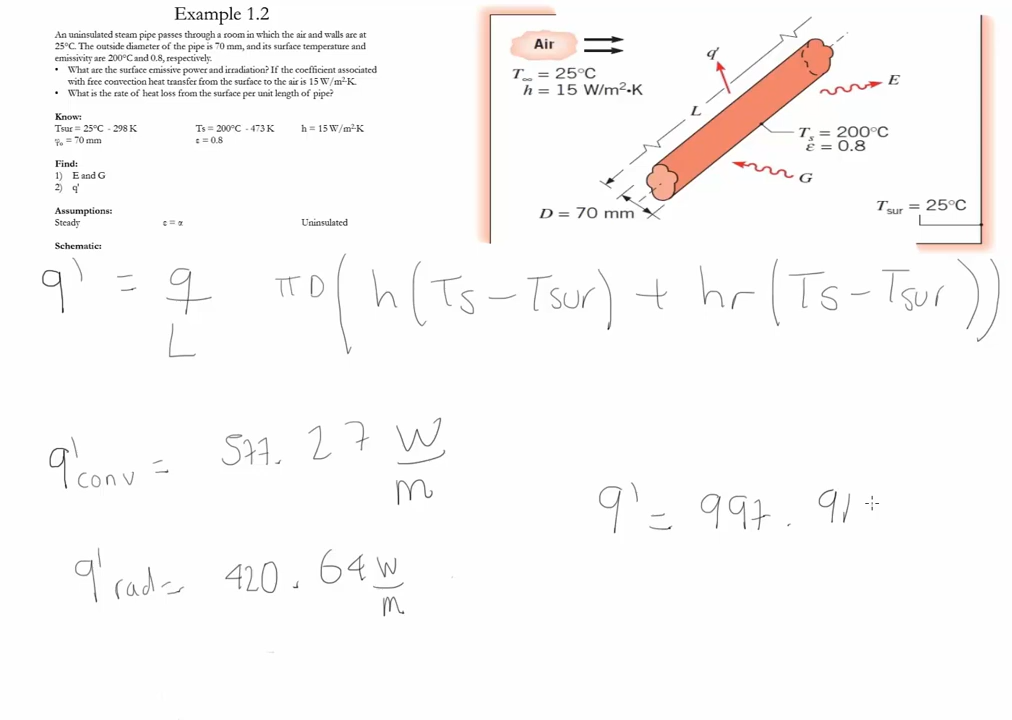 Example 1.2
An uninsulated steam pipe passes through a room in which the air and walls are at
25°C. The outside diameter of the pipe is 70 mm, and its surface temperature and
emissivity are 200°C and 0.8, respectively.
• What are the surface emissive power and irradiation? If the coefficient associated
with free convection heat transfer from the surface to the air is 15 W/m²·K.
• What is the rate of heat loss from the surface per unit length of pipe?
Know:
Tsur = 25°C - 298 K Ts = 200°C - 473 K h = 15 W/m²·K
= 70 mm ε = 0.8
Find:
1) E and G
2) q'
Assumptions:
Steady ε = α Uninsulated
Schematic:
Air
T∞ = 25°C
h = 15 W/m²·K
q'
E
L
Ts = 200°C
ε = 0.8
G
D = 70 mm
Tsur = 25°C
q' = q/L πD(h(Ts - Tsur) + hr(Ts - Tsur))
q'conv = 577.27 W/m
q' = 997.91
q'rad = 420.64 W/m